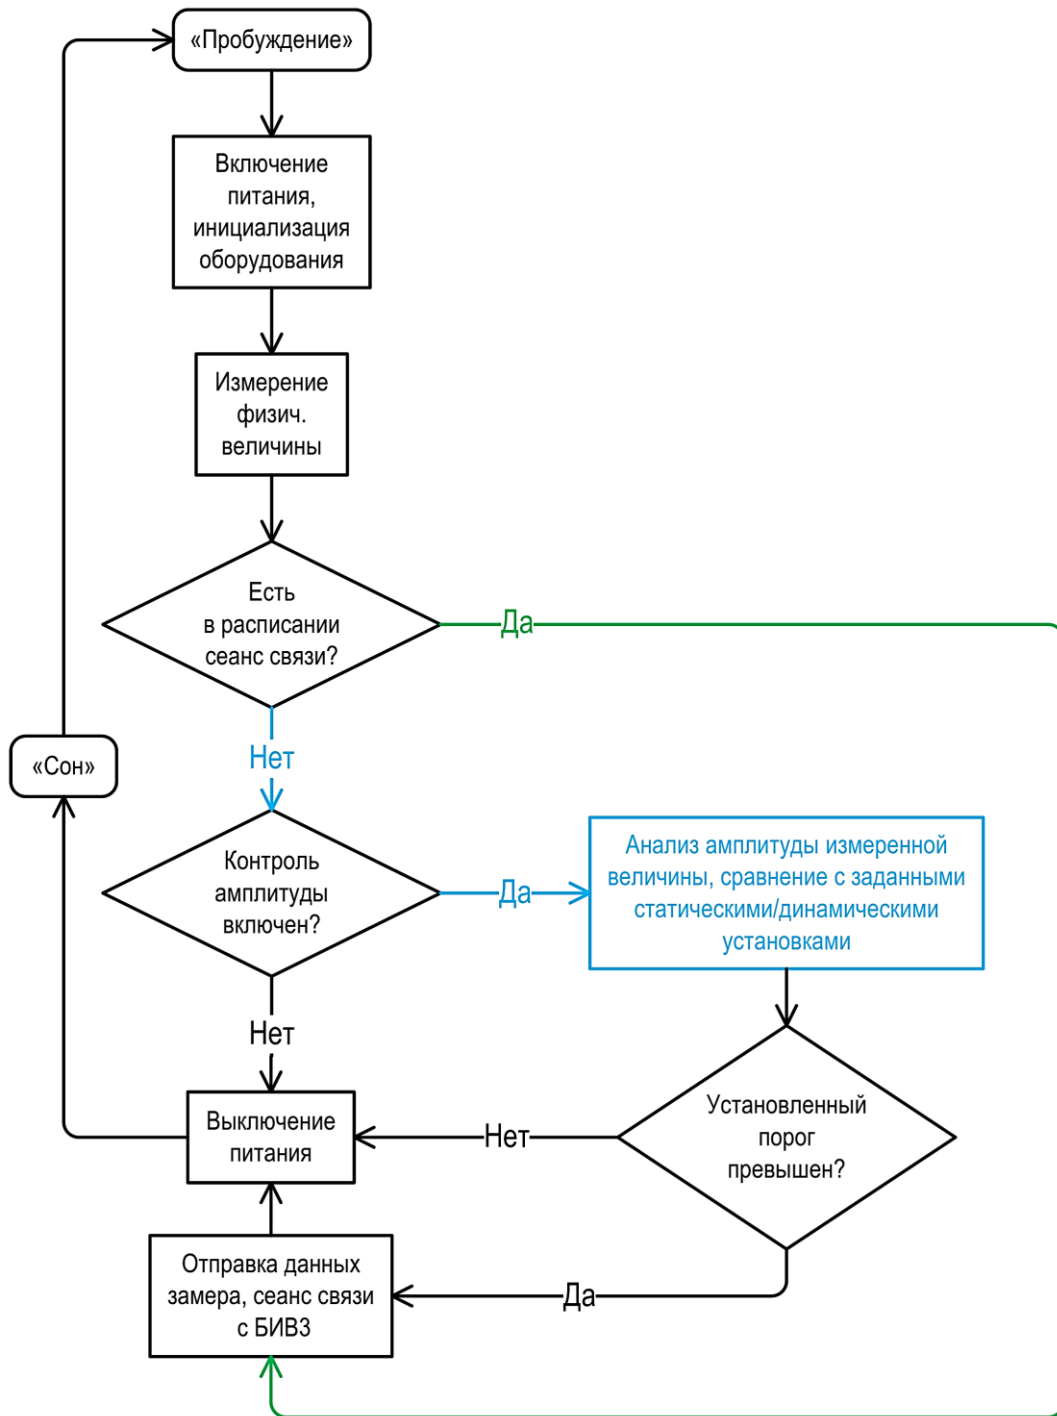 «Пробуждение»
Включение
питания,
инициализация
оборудования
Измерение
физич.
величины
Есть
в расписании
сеанс связи?
Да
Нет
«Сон»
Контроль
амплитуды
включен?
Да
Анализ амплитуды измеренной
величины, сравнение с заданными
статическими/динамическими
установками
Нет
Выключение
питания
Нет
Установленный
порог
превышен?
Отправка данных
замера, сеанс связи
с БИВ3
Да